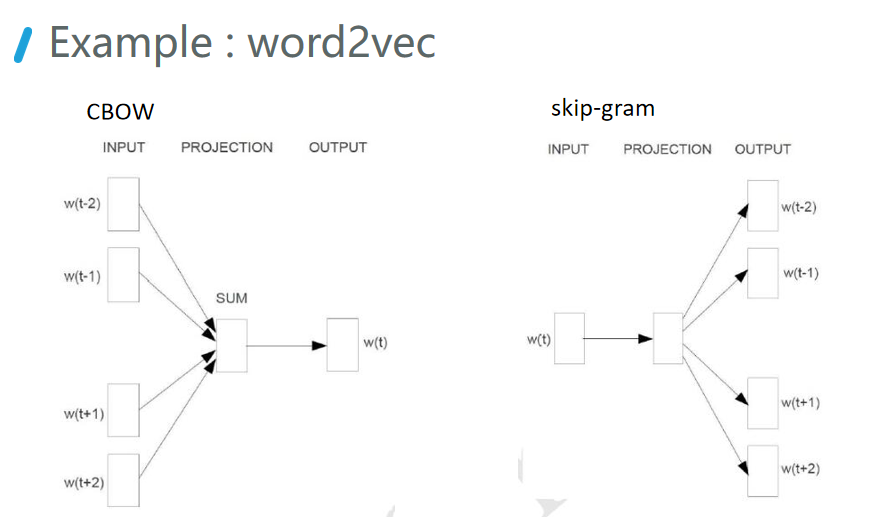 Example : word2vec
CBOW
INPUT PROJECTION OUTPUT
w(t-2)
w(t-1)
SUM
w(t)
w(t+1)
w(t+2)
skip-gram
INPUT PROJECTION OUTPUT
w(t-2)
w(t-1)
w(t)
w(t+1)
w(t+2)